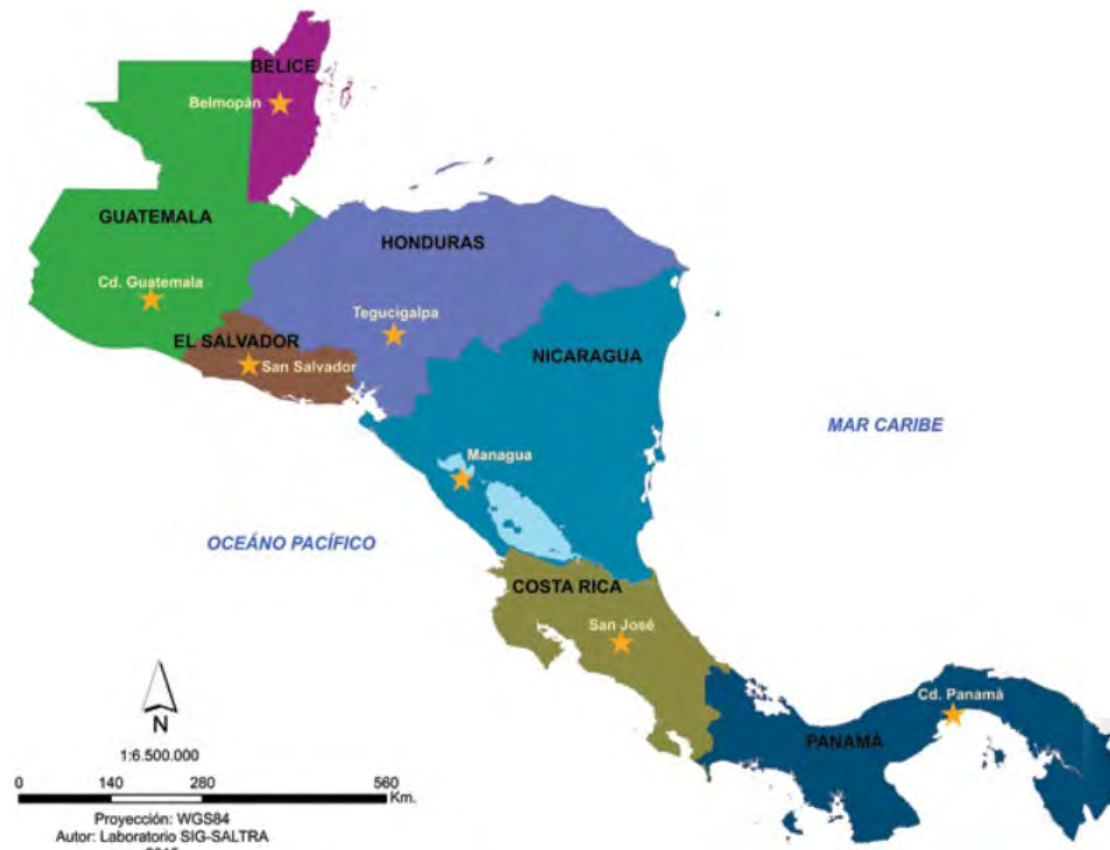 BELICE
Belmopán
GUATEMALA
HONDURAS
Cd. Guatemala
Tegucigalpa
EL SALVADOR
San Salvador
NICARAGUA
MAR CARIBE
Managua
OCEÁNO PACÍFICO
COSTA RICA
San José
Cd. Panamá
PANAMÁ
N
1:6.500.000
0 140 280 560
Km.
Proyección: WGS84
Autor: Laboratorio SIG-SALTRA